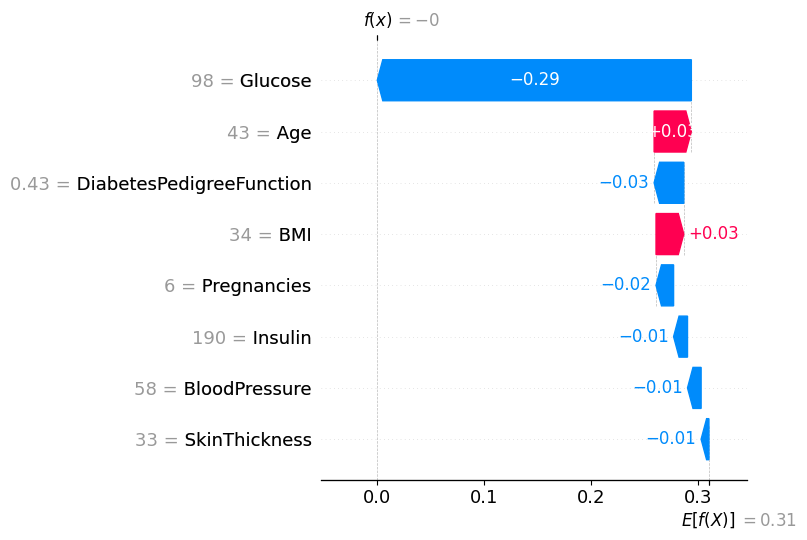 f(x) = −0
98 = Glucose
−0.29
43 = Age
+0.03
0.43 = DiabetesPedigreeFunction
−0.03
34 = BMI
+0.03
6 = Pregnancies
−0.02
190 = Insulin
−0.01
58 = BloodPressure
−0.01
33 = SkinThickness
−0.01
0.0 0.1 0.2 0.3
E[f(X)] = 0.31